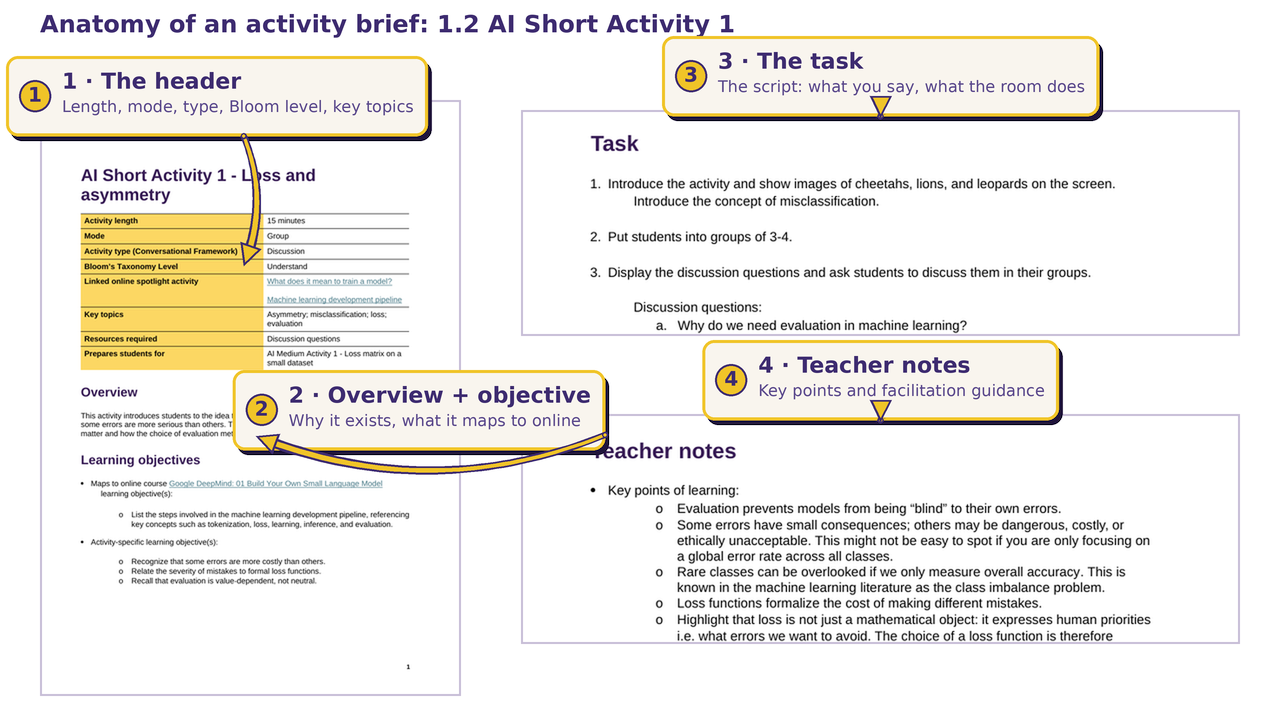 Anatomy of an activity brief: 1.2 AI Short Activity 1
1
1 · The header
Length, mode, type, Bloom level, key topics
AI Short Activity 1 - Loss and
asymmetry
Activity length 15 minutes
Mode Group
Activity type (Conversational Framework) Discussion
Bloom's Taxonomy Level Understand
Linked online spotlight activity What does it mean to train a model?
Machine learning development pipeline
Key topics Asymmetry; misclassification; loss;
evaluation
Resources required Discussion questions
Prepares students for AI Medium Activity 1 - Loss matrix on a
small dataset
2
2 · Overview + objective
Why it exists, what it maps to online
Overview
This activity introduces students to the idea
some errors are more serious than others.
matter and how the choice of evaluation
Learning objectives
• Maps to online course Google DeepMind: 01 Build Your Own Small Language Model
learning objective(s):
o List the steps involved in the machine learning development pipeline, referencing
key concepts such as tokenization, loss, learning, inference, and evaluation.
• Activity-specific learning objective(s):
o Recognize that some errors are more costly than others.
o Relate the severity of mistakes to formal loss functions.
o Recall that evaluation is value-dependent, not neutral.
1
3
3 · The task
The script: what you say, what the room does
Task
1. Introduce the activity and show images of cheetahs, lions, and leopards on the screen.
Introduce the concept of misclassification.
2. Put students into groups of 3-4.
3. Display the discussion questions and ask students to discuss them in their groups.
Discussion questions:
a. Why do we need evaluation in machine learning?
4
4 · Teacher notes
Key points and facilitation guidance
Teacher notes
• Key points of learning:
o Evaluation prevents models from being “blind” to their own errors.
o Some errors have small consequences; others may be dangerous, costly, or
ethically unacceptable. This might not be easy to spot if you are only focusing on
a global error rate across all classes.
o Rare classes can be overlooked if we only measure overall accuracy. This is
known in the machine learning literature as the class imbalance problem.
o Loss functions formalize the cost of making different mistakes.
o Highlight that loss is not just a mathematical object: it expresses human priorities
i.e. what errors we want to avoid. The choice of a loss function is therefore